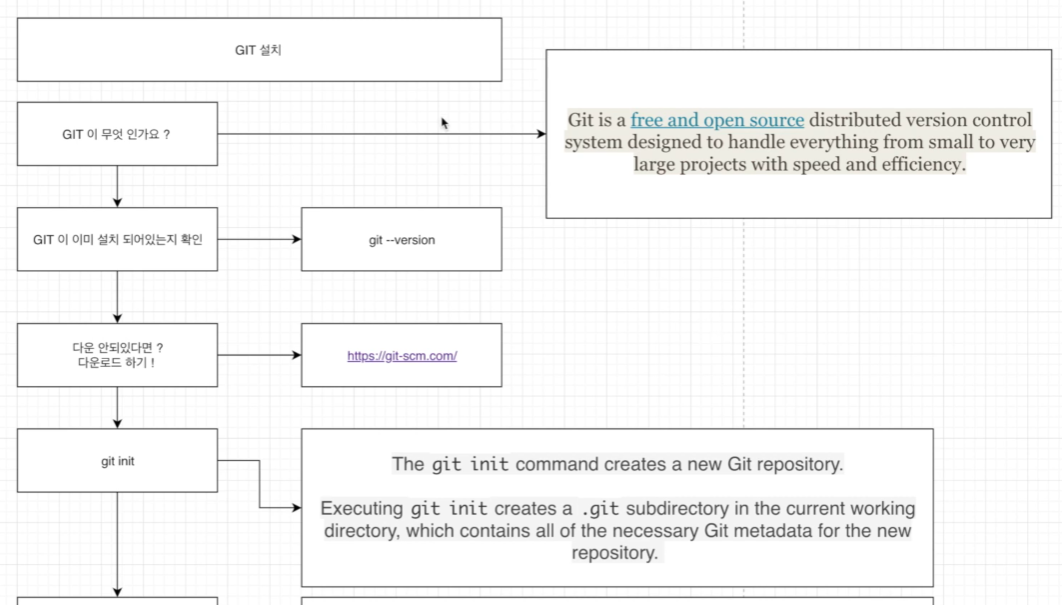 GIT 설치
GIT 이 무엇 인가요 ?
Git is a free and open source distributed version control
system designed to handle everything from small to very
large projects with speed and efficiency.
GIT 이 이미 설치 되어있는지 확인
git --version
다운 안되있다면 ?
다운로드 하기 !
https://git-scm.com/
git init
The git init command creates a new Git repository.
Executing git init creates a .git subdirectory in the current working
directory, which contains all of the necessary Git metadata for the new
repository.